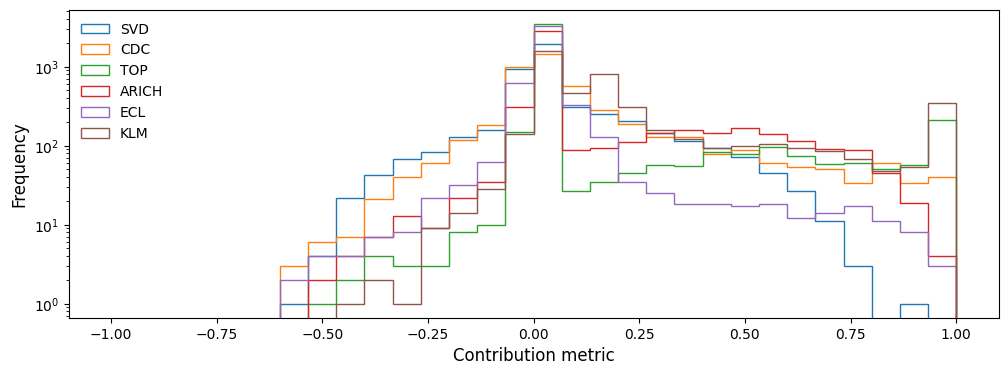 SVD
CDC
TOP
ARICH
ECL
KLM
Frequency
10³
10²
10¹
10⁰
−1.00 −0.75 −0.50 −0.25 0.00 0.25 0.50 0.75 1.00
Contribution metric